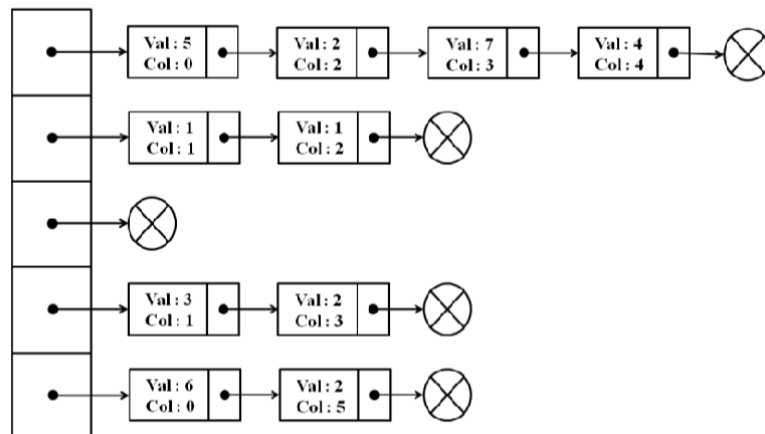 Val : 5
Col : 0
Val : 2
Col : 2
Val : 7
Col : 3
Val : 4
Col : 4
Val : 1
Col : 1
Val : 1
Col : 2
Val : 3
Col : 1
Val : 2
Col : 3
Val : 6
Col : 0
Val : 2
Col : 5